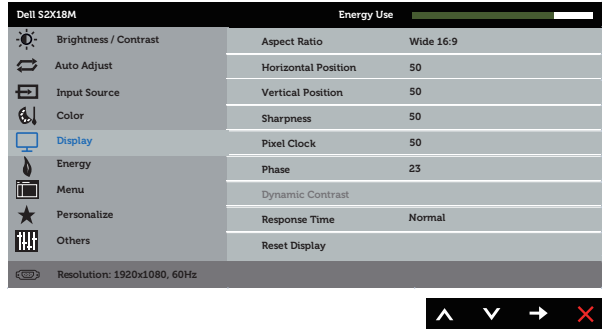 Dell S2X18M Energy Use
Brightness / Contrast
Auto Adjust
Input Source
Color
Display
Energy
Menu
Personalize
Others
Aspect Ratio Wide 16:9
Horizontal Position 50
Vertical Position 50
Sharpness 50
Pixel Clock 50
Phase 23
Dynamic Contrast
Response Time Normal
Reset Display
Resolution: 1920x1080, 60Hz